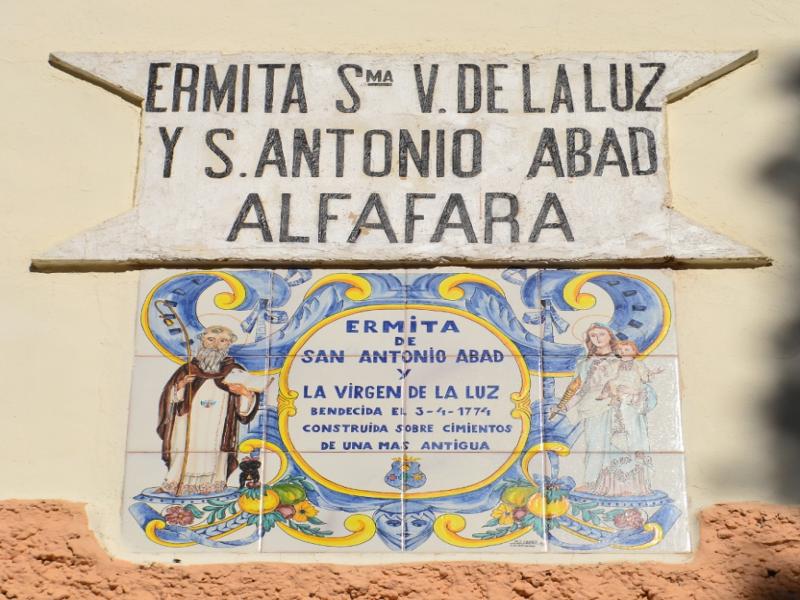 ERMITA SMA V. DE LA LUZ
Y S. ANTONIO ABAD
ALFAFARA
ERMITA
DE
SAN ANTONIO ABAD
Y
LA VIRGEN DE LA LUZ
BENDECIDA EL 3-4-1774
CONSTRUIDA SOBRE CIMIENTOS
DE UNA MAS ANTIGUA